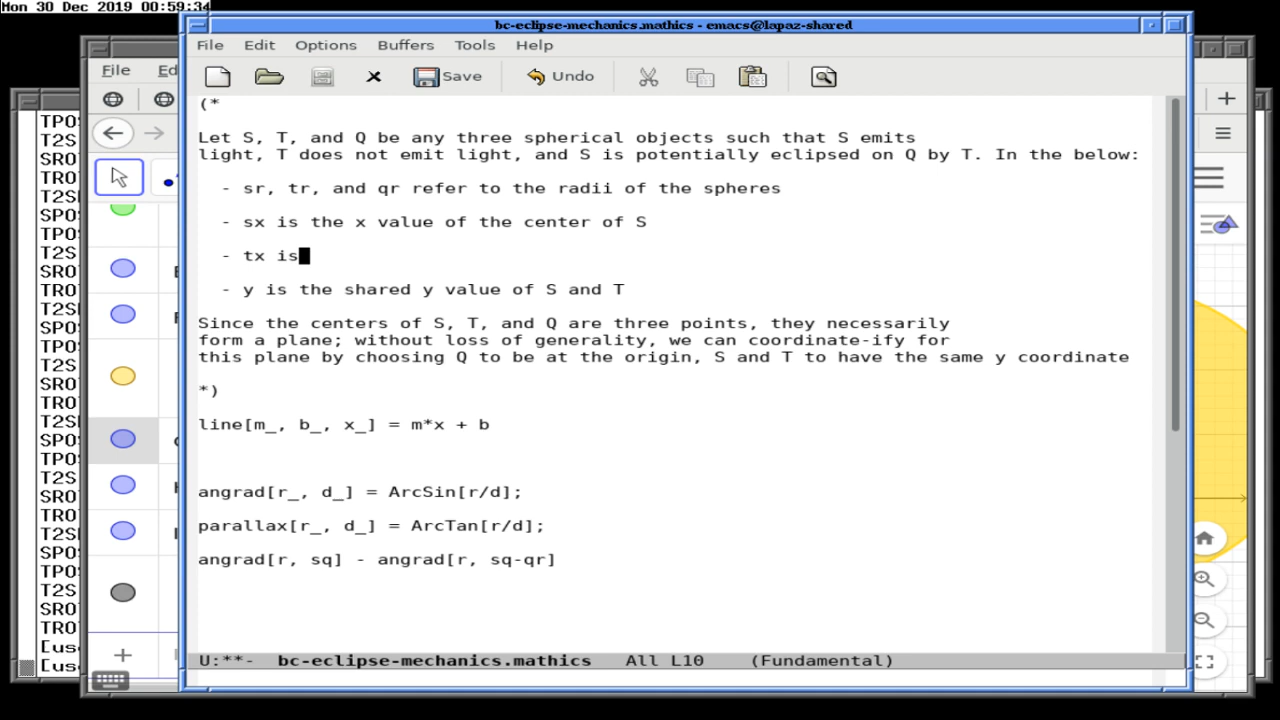 Mon 30 Dec 2019 00:59:34
bc-eclipse-mechanics.mathics - emacs@lapaz-shared
File Edit Options Buffers Tools Help
Save Undo
(*
Let S, T, and Q be any three spherical objects such that S emits
light, T does not emit light, and S is potentially eclipsed on Q by T. In the below:
- sr, tr, and qr refer to the radii of the spheres
- sx is the x value of the center of S
- tx is
- y is the shared y value of S and T
Since the centers of S, T, and Q are three points, they necessarily
form a plane; without loss of generality, we can coordinate-ify for
this plane by choosing Q to be at the origin, S and T to have the same y coordinate
*)
line[m_, b_, x_] = m*x + b
angrad[r_, d_] = ArcSin[r/d];
parallax[r_, d_] = ArcTan[r/d];
angrad[r, sq] - angrad[r, sq-qr]
U:**- bc-eclipse-mechanics.mathics All L10 (Fundamental)
File Ed
TPO
T2S
SRO
TRO
T2S
SPO
TPO
T2S
SRO
TRO
T2S
TPO
T2S
SRO
TRO
T2S
SPO
TPO
T2S
SRO
TRO
T2S
SPO
TPO
T2S
SRO
TRO
[us
[us